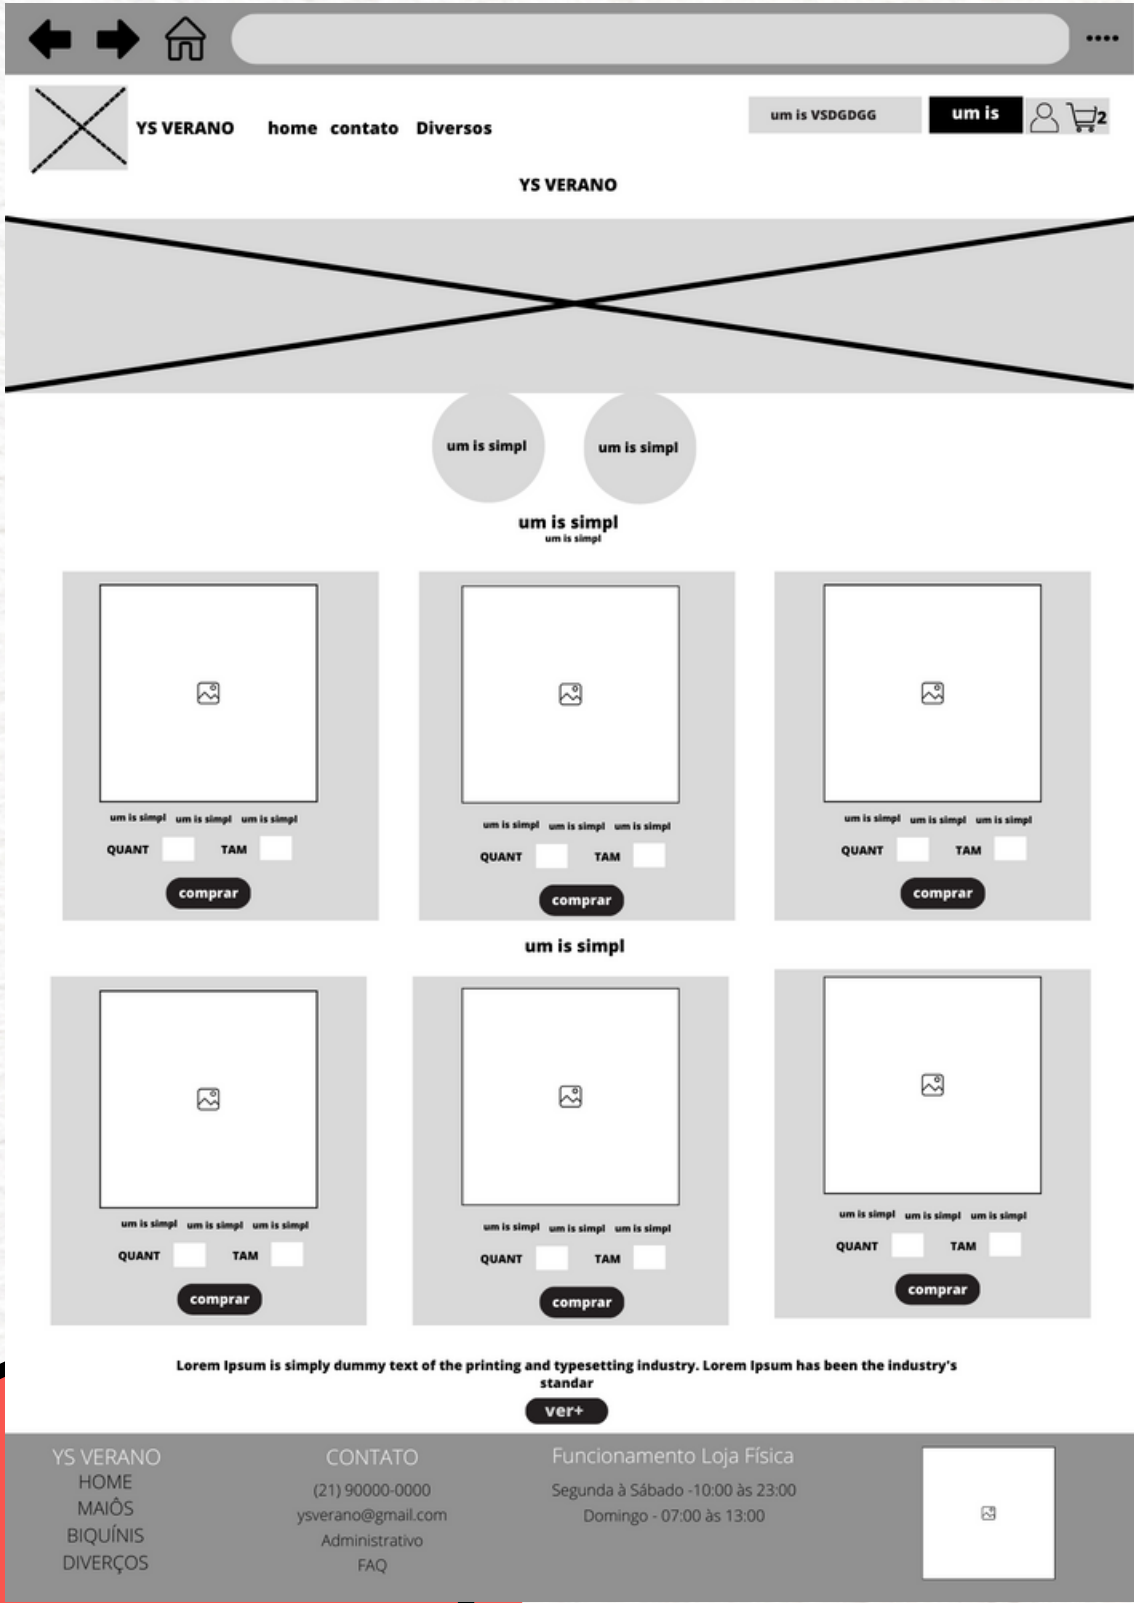 YS VERANO home contato Diversos um is VSDGDGG um is 2
YS VERANO
um is simpl um is simpl
um is simpl
um is simpl
um is simpl um is simpl um is simpl
QUANT TAM
comprar
um is simpl um is simpl um is simpl
QUANT TAM
comprar
um is simpl um is simpl um is simpl
QUANT TAM
comprar
um is simpl
um is simpl um is simpl um is simpl
QUANT TAM
comprar
um is simpl um is simpl um is simpl
QUANT TAM
comprar
um is simpl um is simpl um is simpl
QUANT TAM
comprar
Lorem Ipsum is simply dummy text of the printing and typesetting industry. Lorem Ipsum has been the industry's
standar
ver+
YS VERANO
HOME
MAIÔS
BIQUÍNIS
DIVERÇOS
CONTATO
(21) 90000-0000
ysverano@gmail.com
Administrativo
FAQ
Funcionamento Loja Física
Segunda à Sábado -10:00 às 23:00
Domingo - 07:00 às 13:00